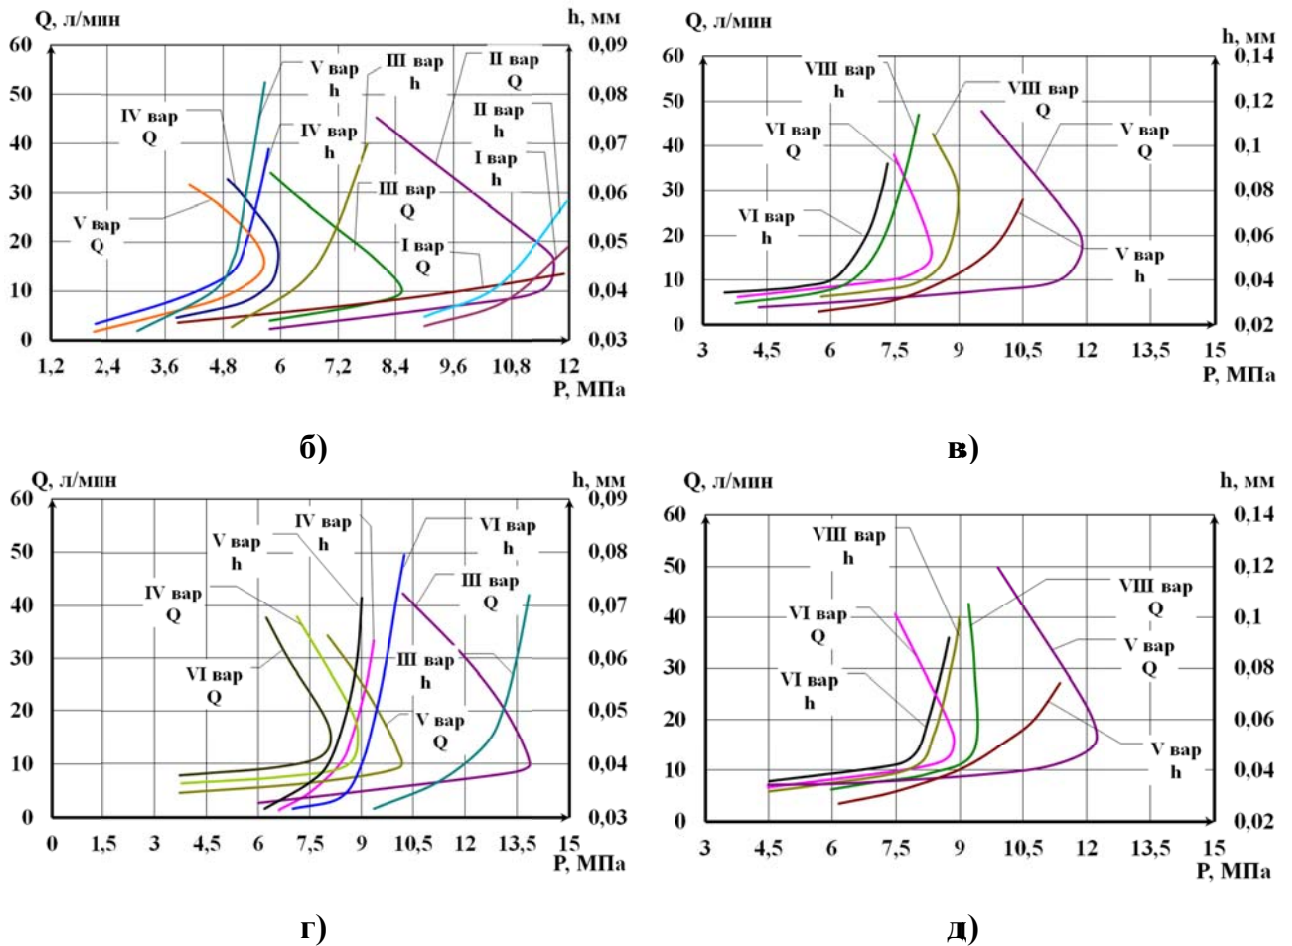 Q, л/мин
h, мм
60
50
40
30
20
10
0
0,09
0,08
0,07
0,06
0,05
0,04
0,03
V вар
h
III вар
h
II вар
Q
IV вар
Q
IV вар
h
II вар
h
I вар
h
III вар
Q
V вар
Q
I вар
Q
1,2
2,4
3,6
4,8
6
7,2
8,4
9,6
10,8
12
P, МПа
б)
Q, л/мин
h, мм
60
50
40
30
20
10
0
0,14
0,12
0,1
0,08
0,06
0,04
0,02
VIII вар
h
VIII вар
Q
VI вар
Q
V вар
Q
VI вар
h
V вар
h
3
4,5
6
7,5
9
10,5
12
13,5
15
P, МПа
в)
Q, л/мин
h, мм
60
50
40
30
20
10
0
0,09
0,08
0,07
0,06
0,05
0,04
0,03
IV вар
h
VI вар
h
V вар
h
III вар
Q
IV вар
Q
VI вар
Q
III вар
h
V вар
Q
0
1,5
3
4,5
6
7,5
9
10,5
12
13,5
15
P, МПа
г)
Q, л/мин
h, мм
60
50
40
30
20
10
0
0,14
0,12
0,1
0,08
0,06
0,04
0,02
VIII вар
h
VIII вар
Q
VI вар
Q
V вар
Q
VI вар
h
V вар
h
3
4,5
6
7,5
9
10,5
12
13,5
15
P, МПа
д)